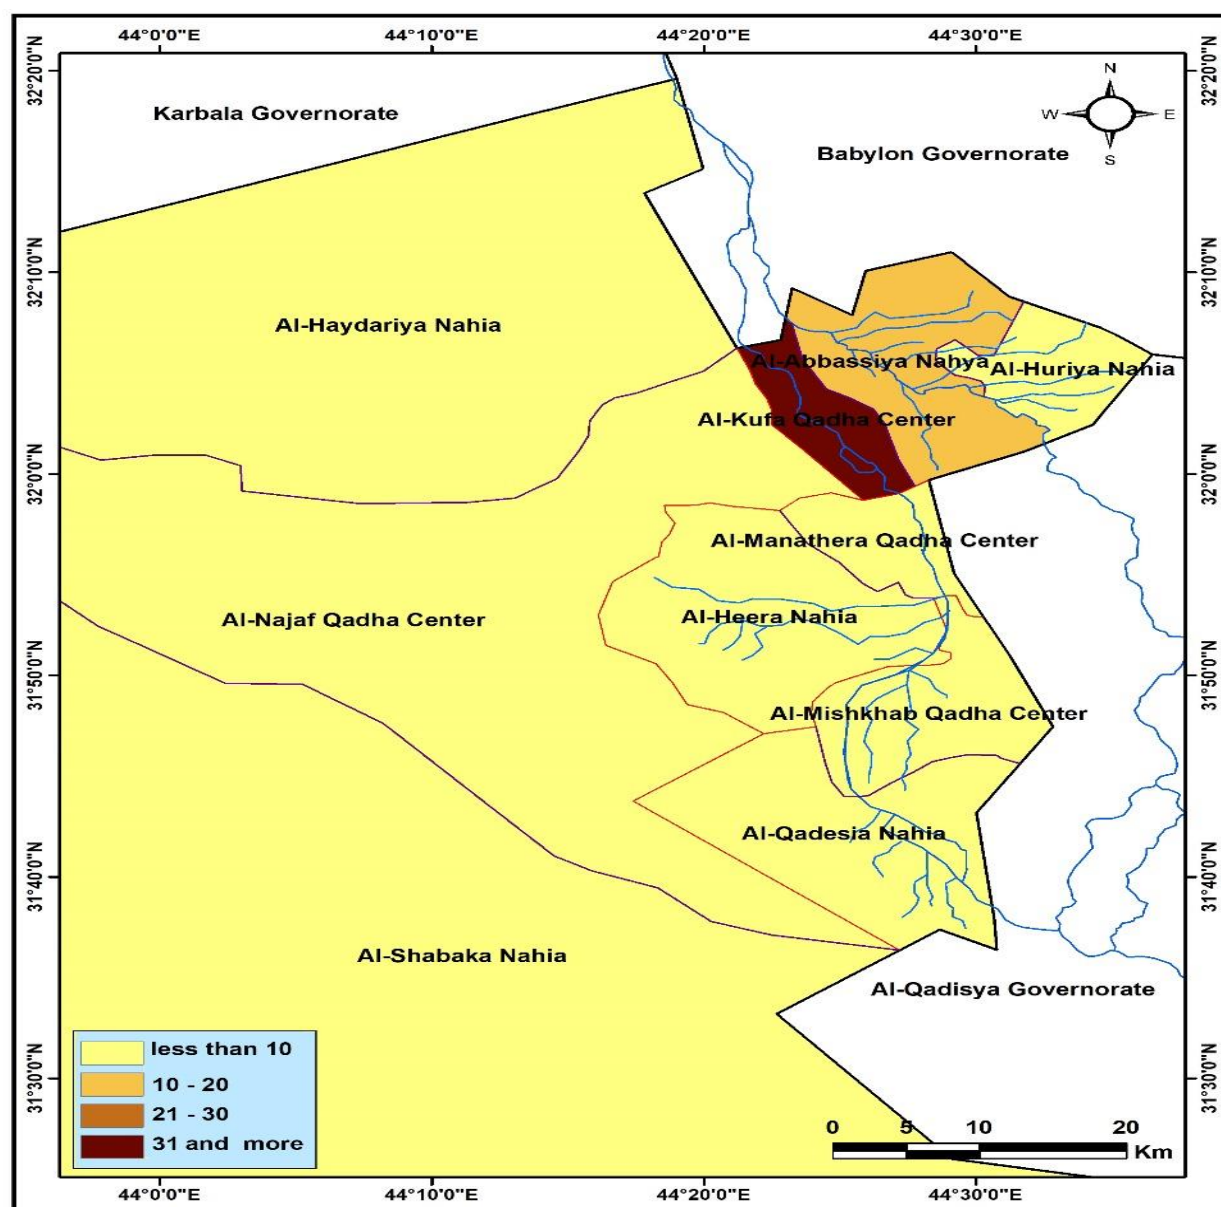 44°0'0"E 44°10'0"E 44°20'0"E 44°30'0"E
32°20'0"N
32°20'0"N
N
W E
S
Karbala Governorate
Babylon Governorate
32°10'0"N
32°10'0"N
Al-Haydariya Nahia
Al-Abbassiya Nahya
Al-Huriya Nahia
Al-Kufa Qadha Center
32°0'0"N
32°0'0"N
Al-Manathera Qadha Center
Al-Najaf Qadha Center
Al-Heera Nahia
31°50'0"N
31°50'0"N
Al-Mishkhab Qadha Center
Al-Qadesia Nahia
31°40'0"N
31°40'0"N
Al-Shabaka Nahia
Al-Qadisya Governorate
31°30'0"N
31°30'0"N
less than 10
10 - 20
21 - 30
31 and more
0 5 10 20
Km
44°0'0"E 44°10'0"E 44°20'0"E 44°30'0"E